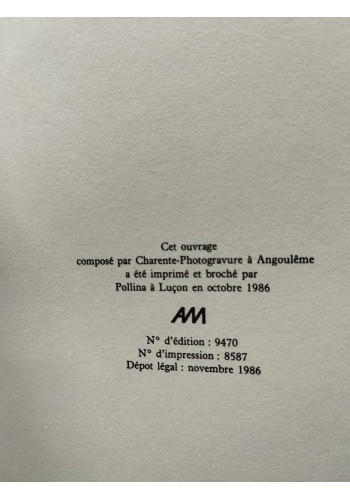 Cet ouvrage
composé par Charente-Photogravure à Angoulême
a été imprimé et broché par
Pollina à Luçon en octobre 1986
AM
N° d'édition : 9470
N° d'impression : 8587
Dépot légal : novembre 1986